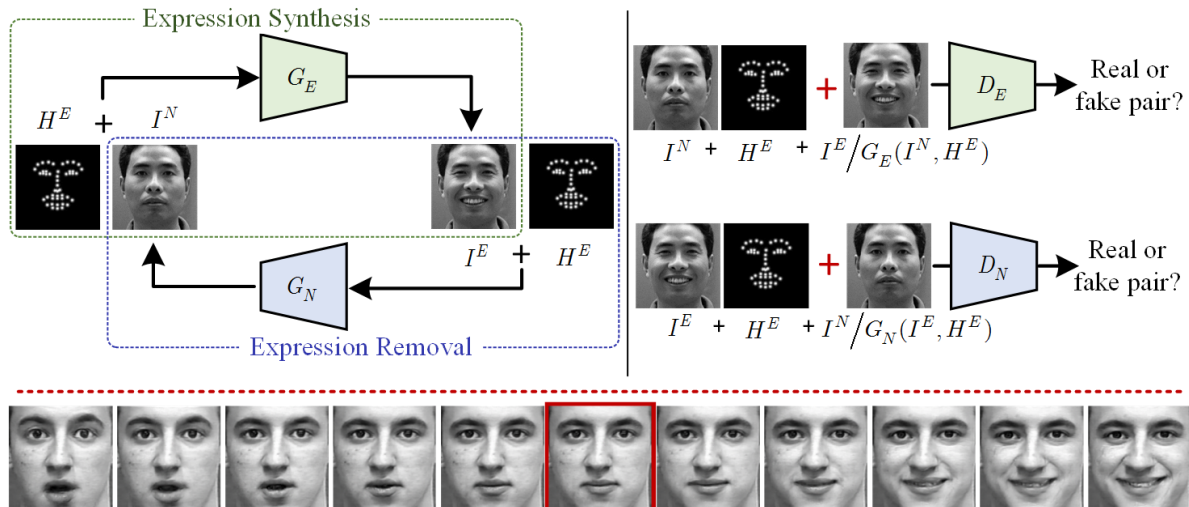 Expression Synthesis
G_E
H^E + I^N
I^E + H^E
G_N
Expression Removal
+
D_E
Real or
fake pair?
I^N + H^E + I^E/G_E(I^N, H^E)
+
D_N
Real or
fake pair?
I^E + H^E + I^N/G_N(I^E, H^E)